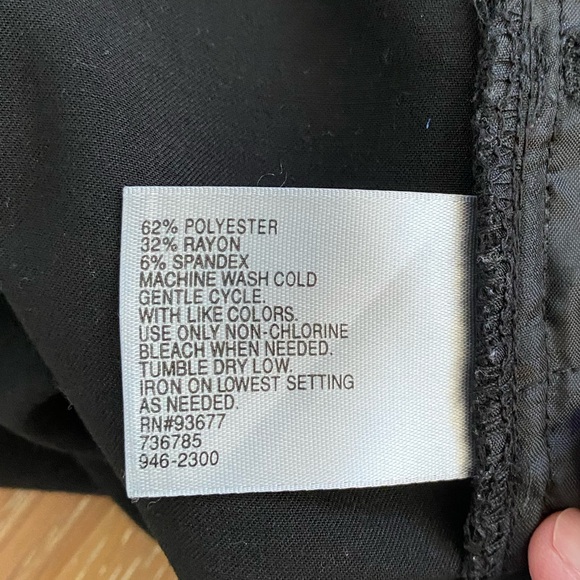 62% POLYESTER
32% RAYON
6% SPANDEX
MACHINE WASH COLD
GENTLE CYCLE.
WITH LIKE COLORS.
USE ONLY NON-CHLORINE
BLEACH WHEN NEEDED.
TUMBLE DRY LOW.
IRON ON LOWEST SETTING
AS NEEDED.
RN#93677
736785
946-2300